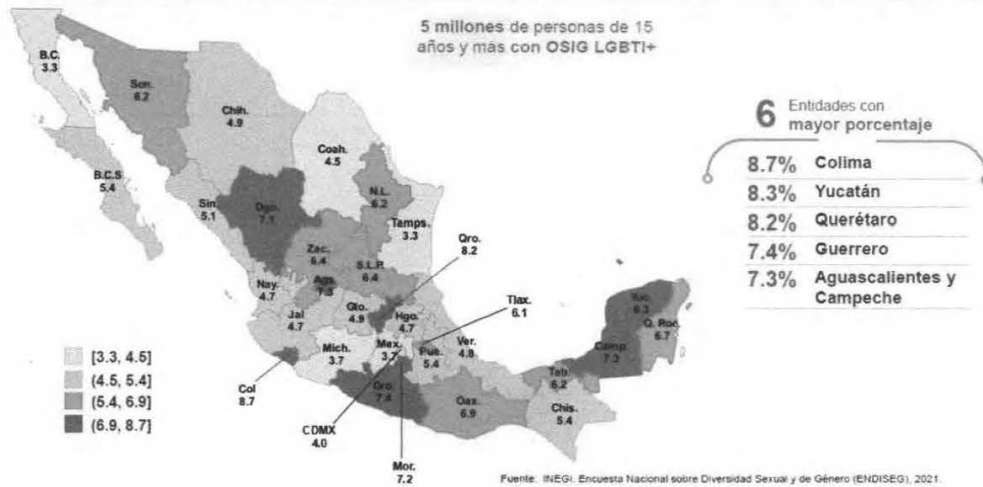 5 millones de personas de 15
años y más con OSIG LGBTI+
B.C.
3.3
Son.
6.2
Chih.
4.9
Coah.
4.5
B.C.S
5.4
Sin.
5.1
Dgo.
7.1
N.L.
6.2
Tamps.
3.3
Zac.
6.4
S.L.P.
6.4
Qro.
8.2
Nay.
4.7
Ags.
7.3
Jal
4.7
Gto.
4.9
Hgo.
4.7
Tlax.
6.1
Mich.
3.7
Mex.
3.7
Pue.
5.4
Ver.
4.8
Col
8.7
Gro.
7.4
CDMX
4.0
Mor.
7.2
Oax.
6.9
Tab.
6.2
Chis.
5.4
Yuc.
8.3
Camp.
7.3
Q. Roo.
6.7
[3.3, 4.5]
(4.5, 5.4]
(5.4, 6.9]
(6.9, 8.7]
6 Entidades con
mayor porcentaje
8.7% Colima
8.3% Yucatán
8.2% Querétaro
7.4% Guerrero
7.3% Aguascalientes y
Campeche
Fuente: INEGI. Encuesta Nacional sobre Diversidad Sexual y de Género (ENDISEG), 2021.